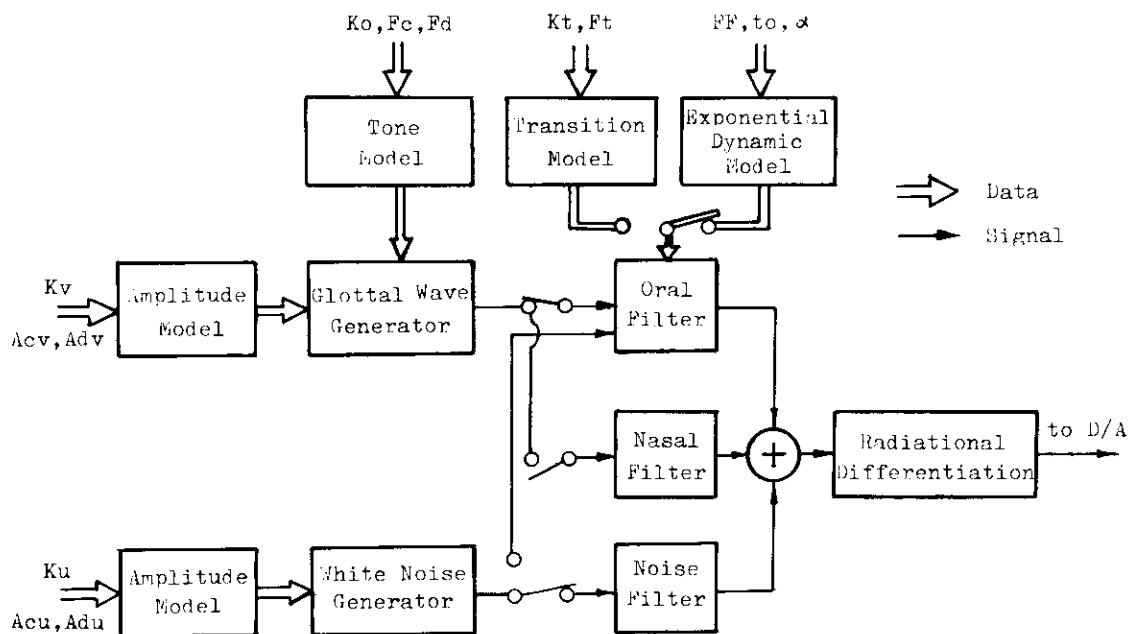 Ko,Fc,Fd
Kt,Ft
FF,to,α
Tone
Model
Transition
Model
Exponential
Dynamic
Model
Data
Signal
Kv
Acv,Adv
Amplitude
Model
Glottal Wave
Generator
Oral
Filter
Nasal
Filter
+
Radiational
Differentiation
to D/A
Ku
Acu,Adu
Amplitude
Model
White Noise
Generator
Noise
Filter